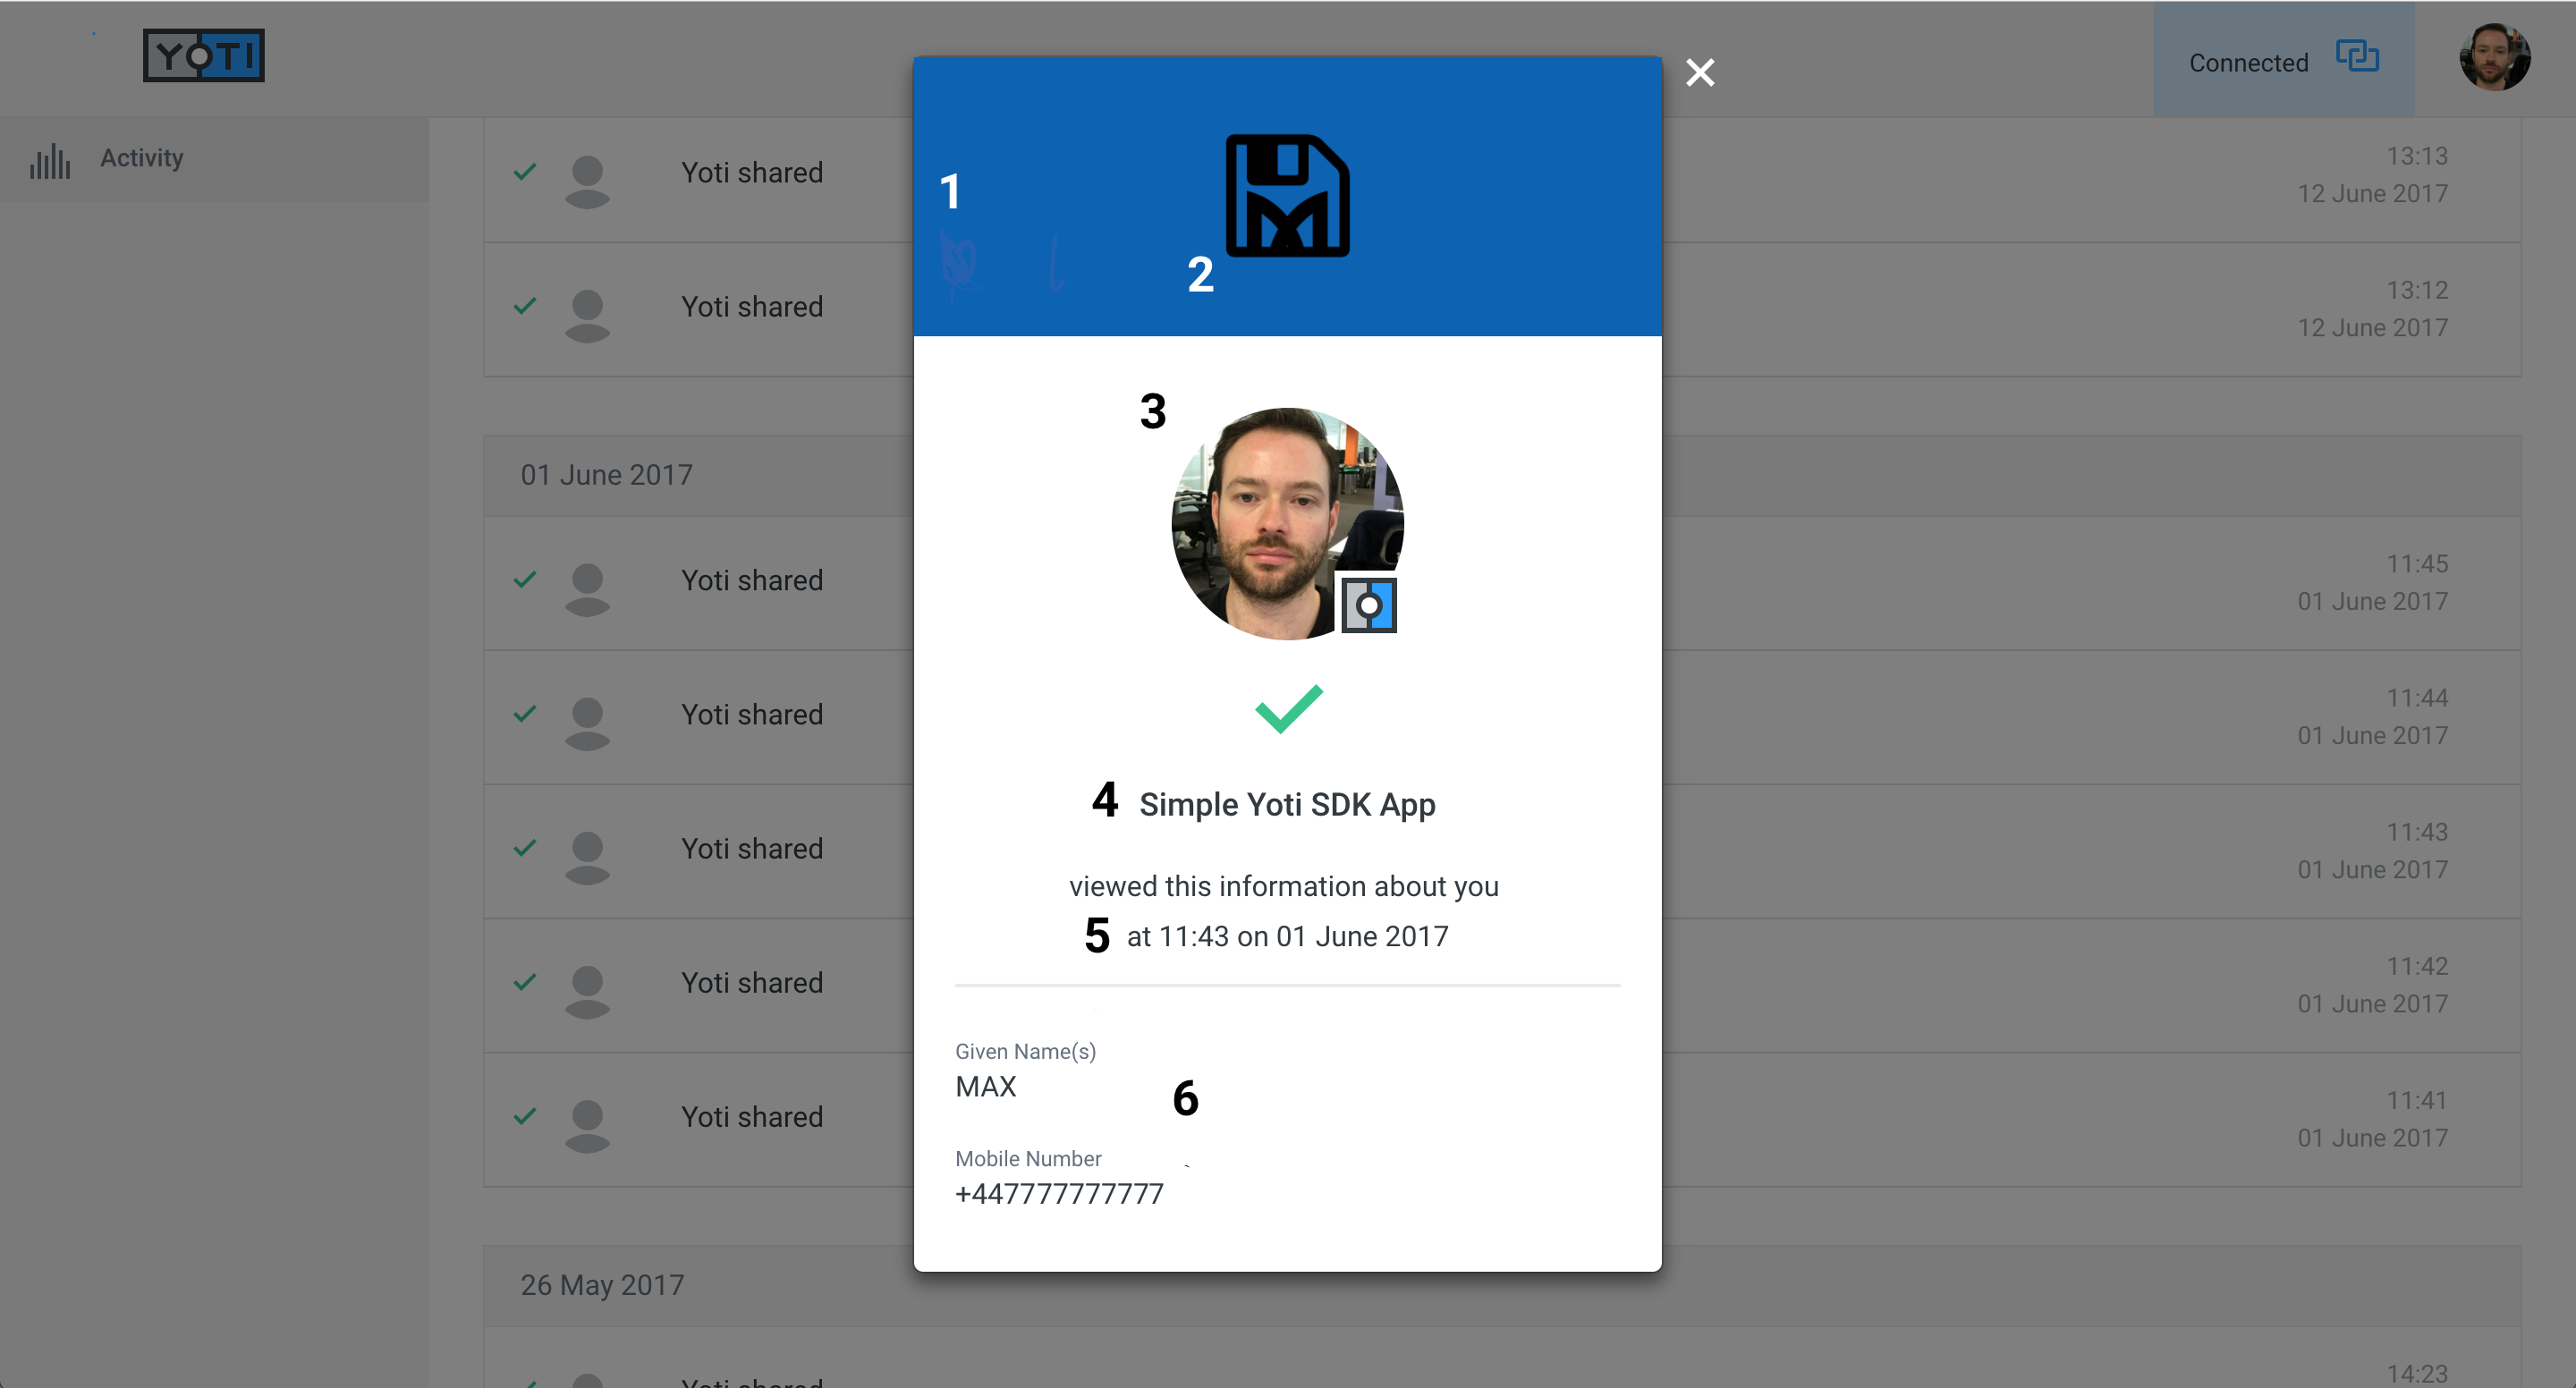 YOTI
Connected
Activity
Yoti shared
13:13
12 June 2017
Yoti shared
13:12
12 June 2017
01 June 2017
Yoti shared
11:45
01 June 2017
Yoti shared
11:44
01 June 2017
Yoti shared
11:43
01 June 2017
Yoti shared
11:42
01 June 2017
Yoti shared
11:41
01 June 2017
26 May 2017
Yoti shared
14:23
1
2
3
4 Simple Yoti SDK App
viewed this information about you
5 at 11:43 on 01 June 2017
Given Name(s)
MAX
6
Mobile Number
+447777777777